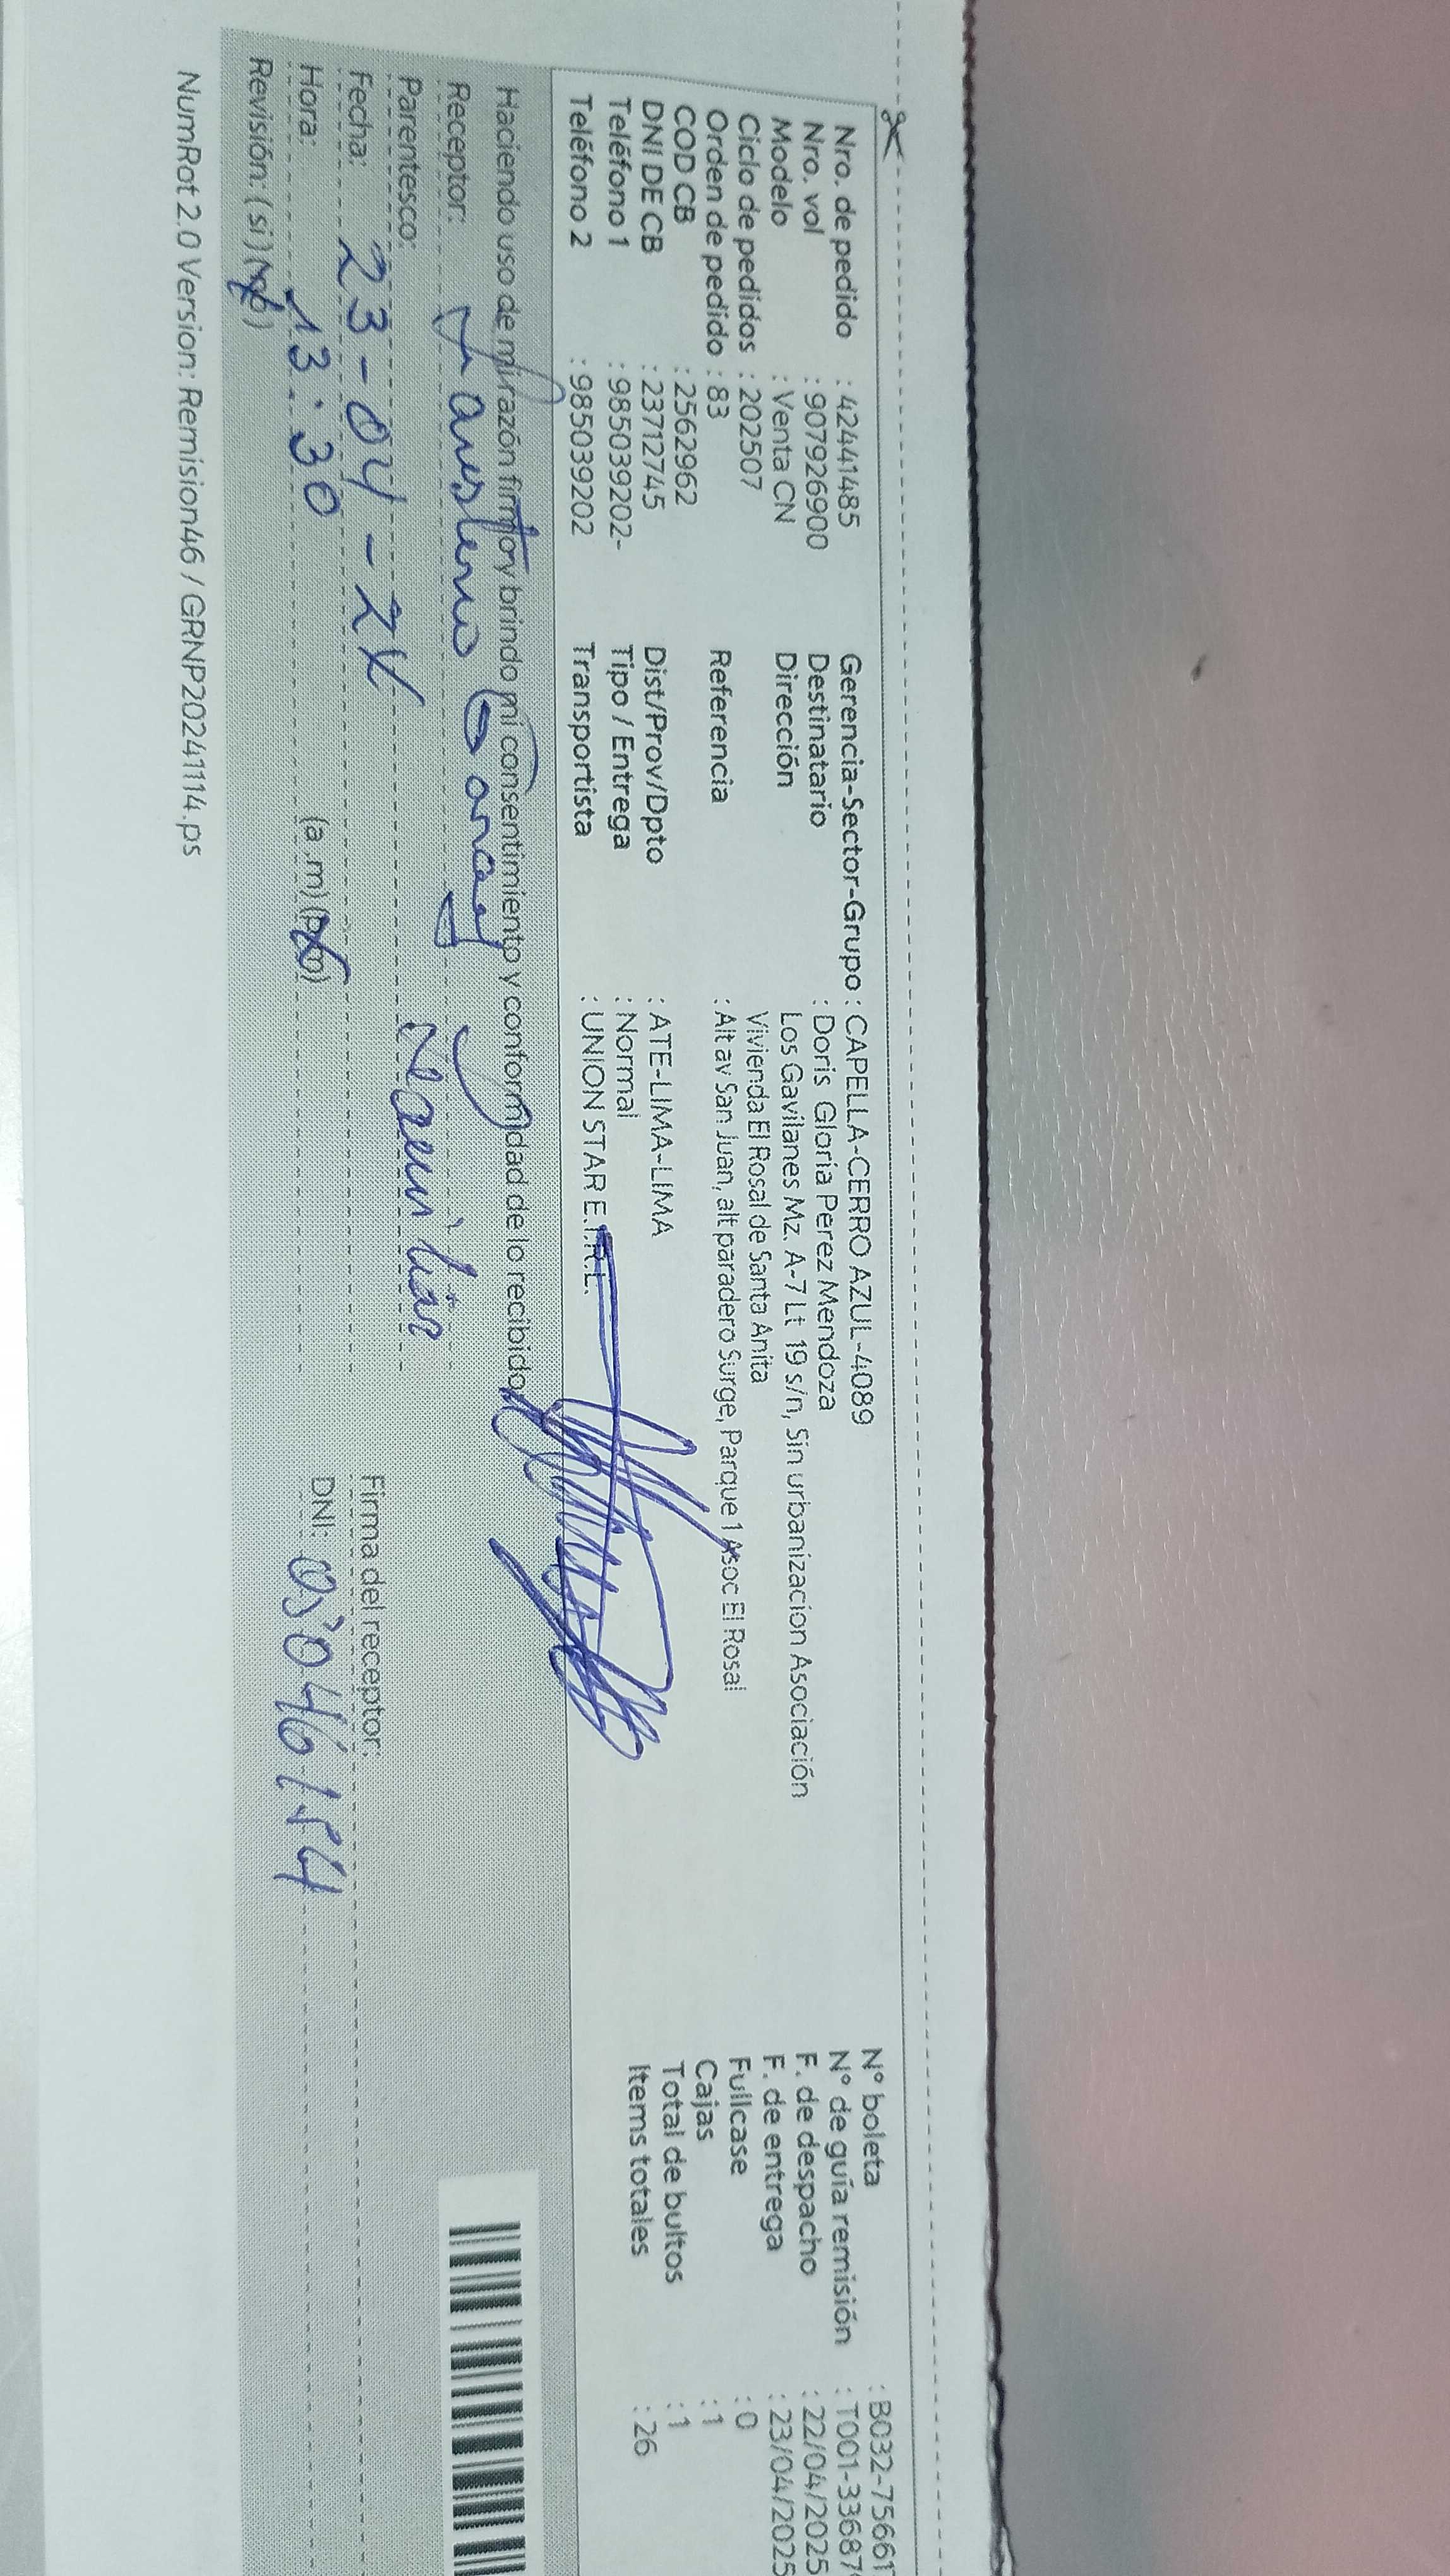 Nro. de pedido : 42441485 Gerencia-Sector-Grupo : CAPELLA-CERRO AZUL-4089 N° boleta : B032-75661
Nro. vol : 907926900 Destinatario : Doris Gloria Perez Mendoza N° de guía remisión : T001-33687
Modelo : Venta CN Dirección Los Gavilanes Mz. A-7 Lt 19 s/n, Sin urbanizacion Asociación F. de despacho : 22/04/2025
Ciclo de pedidos : 202507 Vivienda El Rosal de Santa Anita F. de entrega : 23/04/2025
Orden de pedido : 83 Referencia : Alt av San Juan, alt paradero Surge, Parque 1 Asoc El Rosal Fullcase : 0
COD CB : 2562962 Cajas : 1
DNI DE CB : 23712745 Dist/Prov/Dpto : ATE-LIMA-LIMA Total de bultos : 1
Teléfono 1 : 985039202- Tipo / Entrega : Normal Items totales : 26
Teléfono 2 : 985039202 Transportista : UNION STAR E.I.R.L.
Haciendo uso de mi razón firmo y brindo mi consentimiento y conformidad de lo recibido
Receptor:
Parentesco:
Fecha: 23-04-2 Firma del receptor:
Hora: 13:30 (a.m) (p.m) DNI:
Revisión: (si) (no)
NumRot 2.0 Version: Remision46 / GRNP20241114.ps